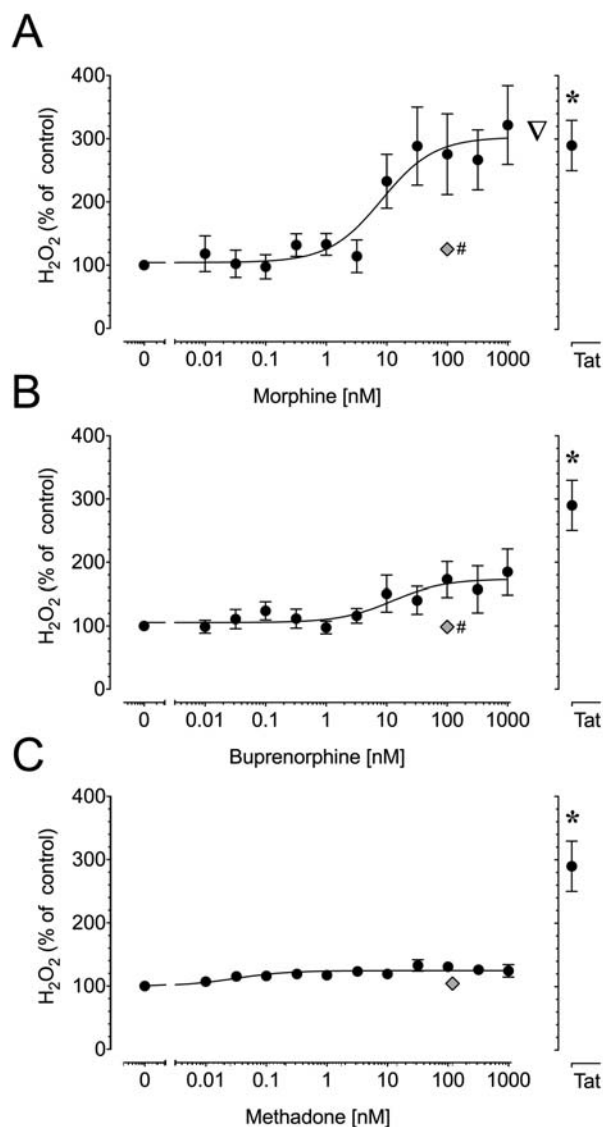 A
400
300
200
100
0
H₂O₂ (% of control)
*
∇
#
0 0.01 0.1 1 10 100 1000 Tat
Morphine [nM]
B
400
300
200
100
0
H₂O₂ (% of control)
*
#
0 0.01 0.1 1 10 100 1000 Tat
Buprenorphine [nM]
C
400
300
200
100
0
H₂O₂ (% of control)
*
0 0.01 0.1 1 10 100 1000 Tat
Methadone [nM]